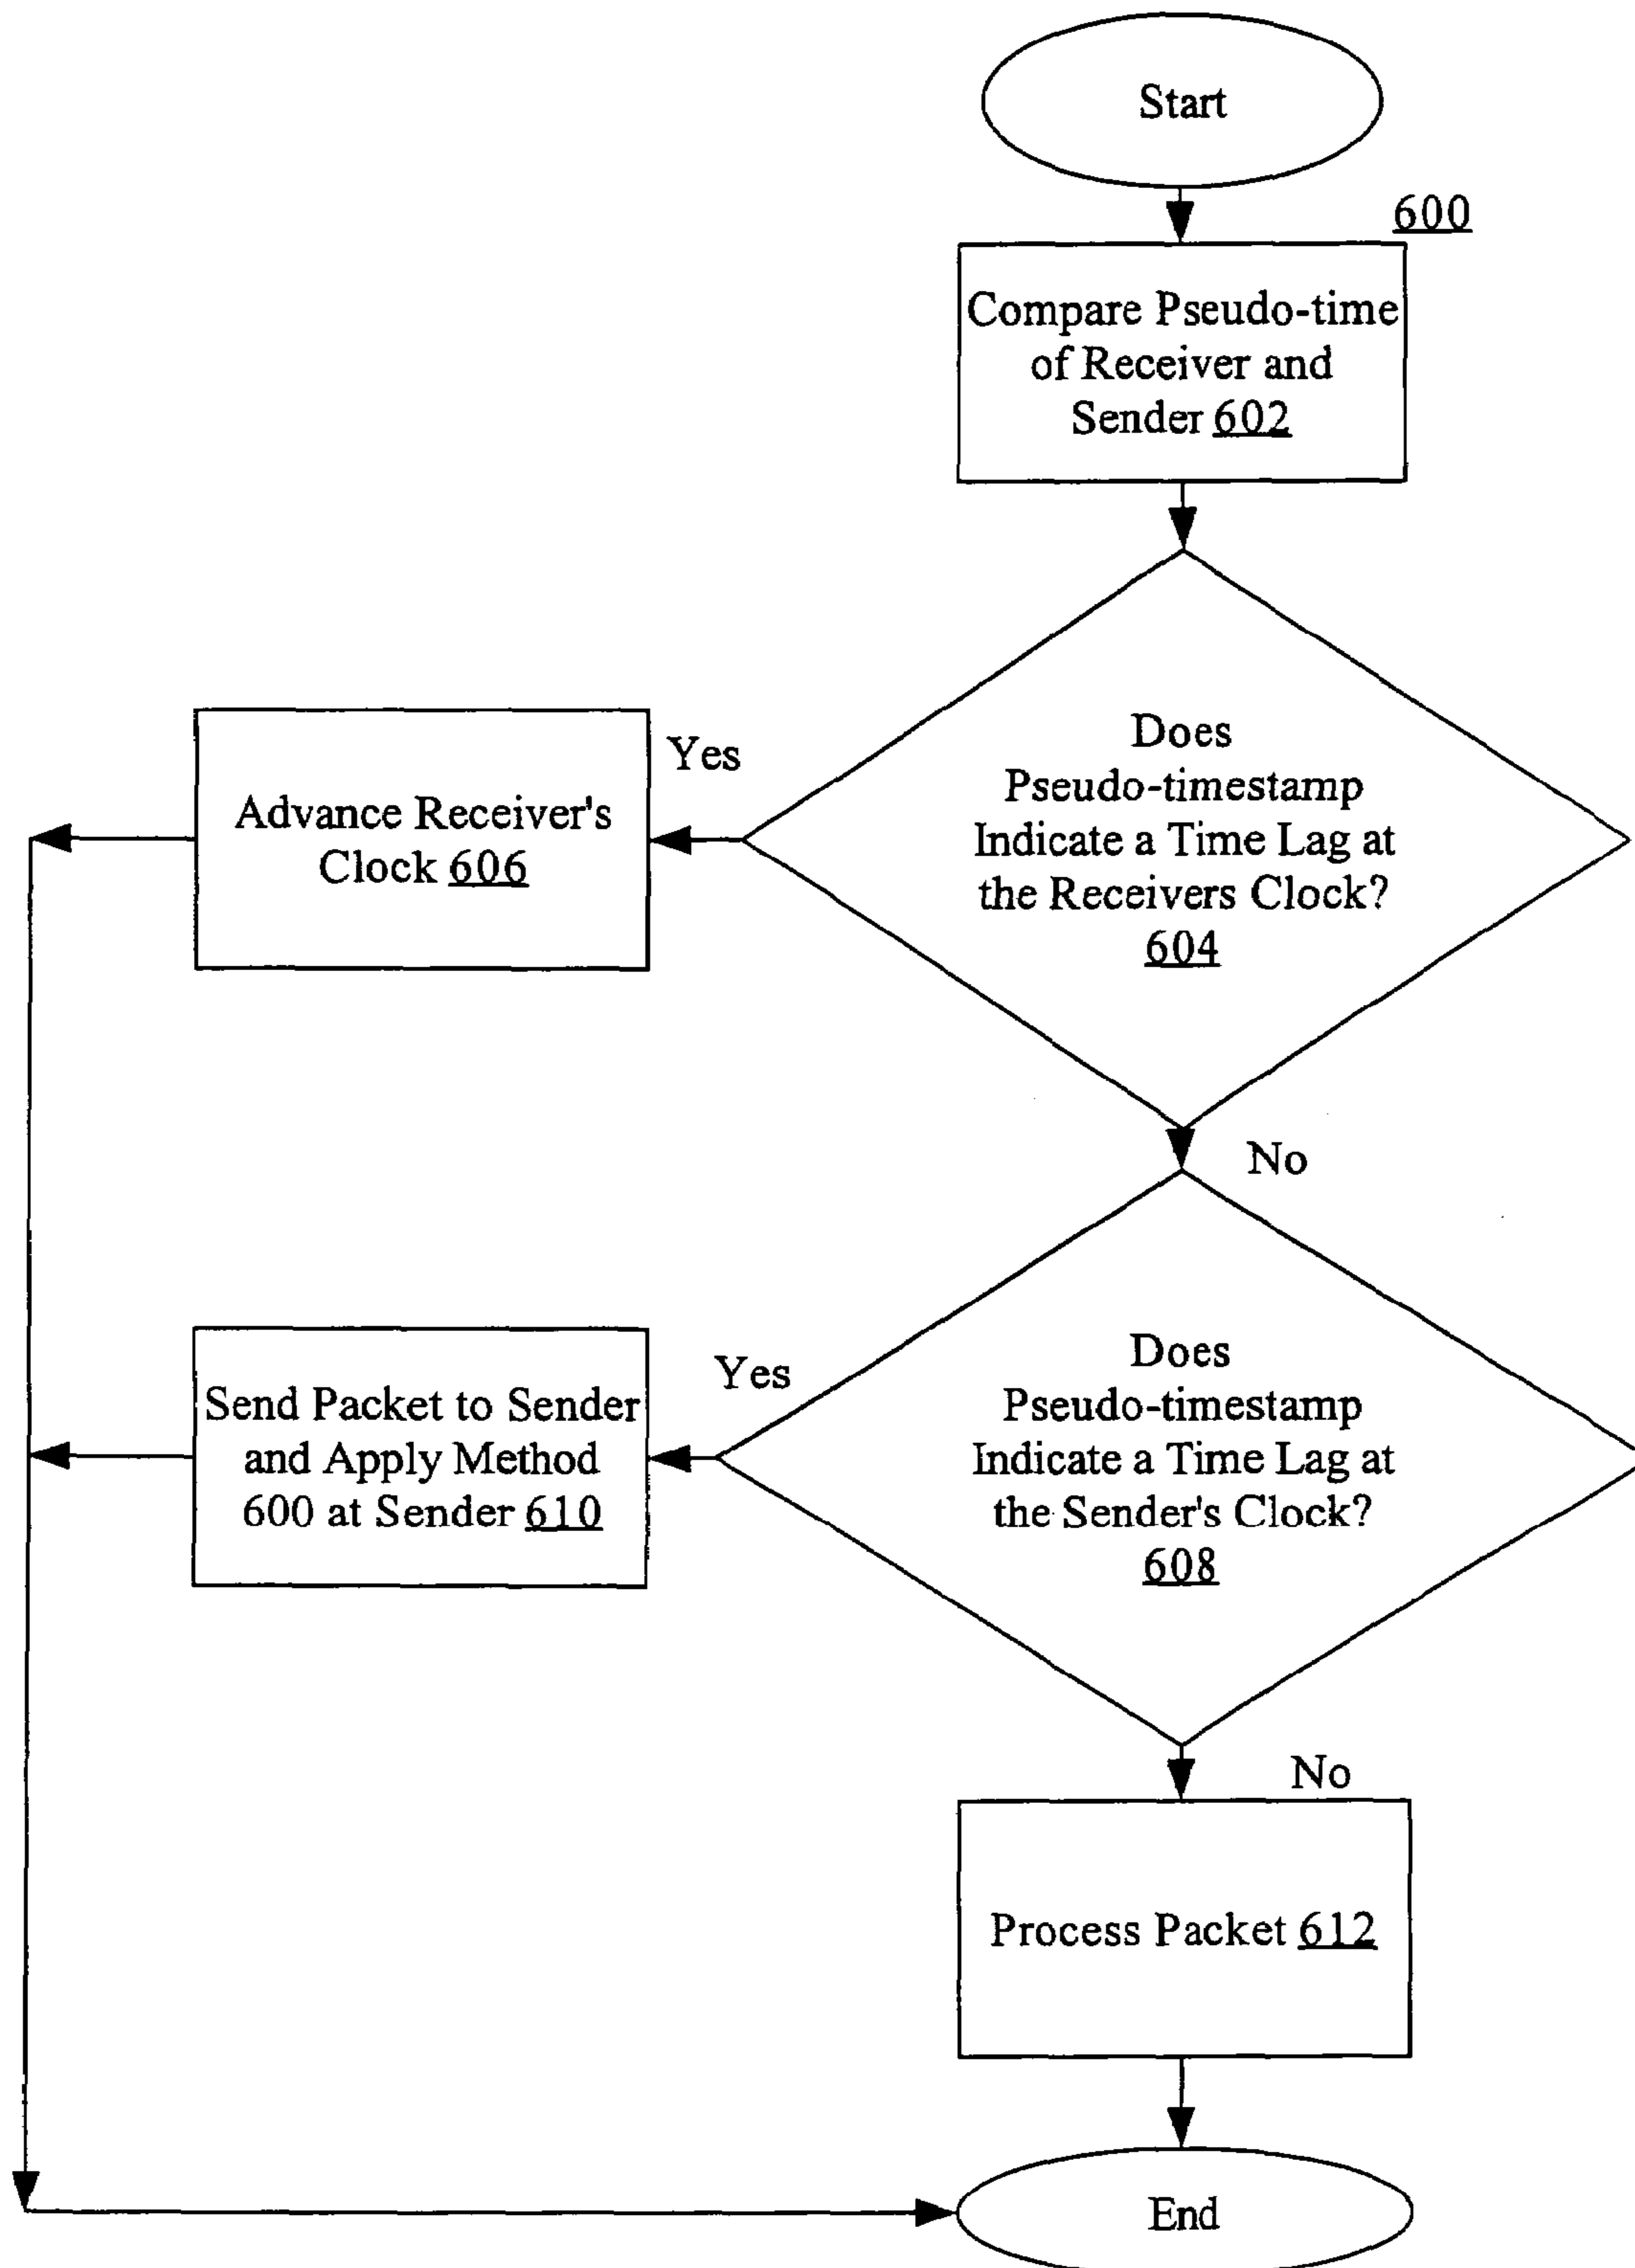 Start
600
Compare Pseudo-time
of Receiver and
Sender 602
Does
Pseudo-timestamp
Indicate a Time Lag at
the Receivers Clock?
604
Yes
Advance Receiver's
Clock 606
No
Does
Pseudo-timestamp
Indicate a Time Lag at
the Sender's Clock?
608
Yes
Send Packet to Sender
and Apply Method
600 at Sender 610
No
Process Packet 612
End